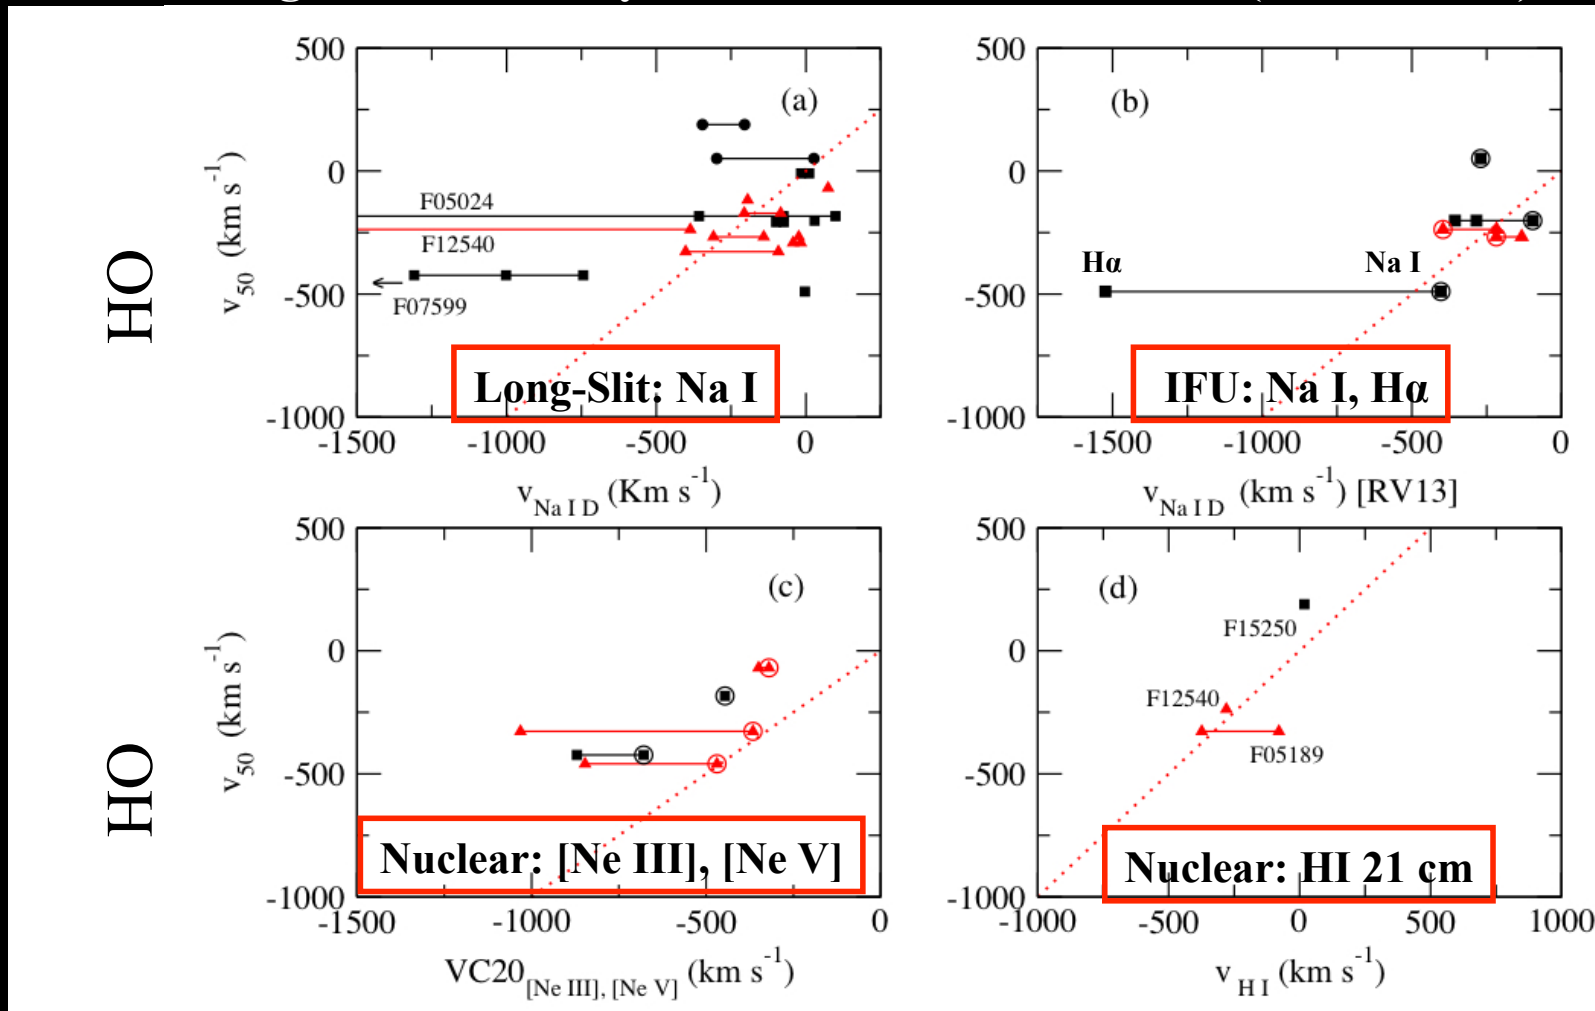 500
0
-500
-1000
-1500
-1000
-500
0
(a)
F05024
F12540
F07599
Long-Slit: Na I
v50 (km s-1)
vNa I D (Km s-1)
OH
500
0
-500
-1000
-1500
-1000
-500
0
(b)
Hα
Na I
IFU: Na I, Hα
vNa I D (km s-1) [RV13]
500
0
-500
-1000
-1500
-1000
-500
0
(c)
Nuclear: [Ne III], [Ne V]
v50 (km s-1)
VC20[Ne III], [Ne V] (km s-1)
OH
500
0
-500
-1000
-1000
-500
0
500
1000
(d)
F15250
F12540
F05189
Nuclear: HI 21 cm
vH I (km s-1)